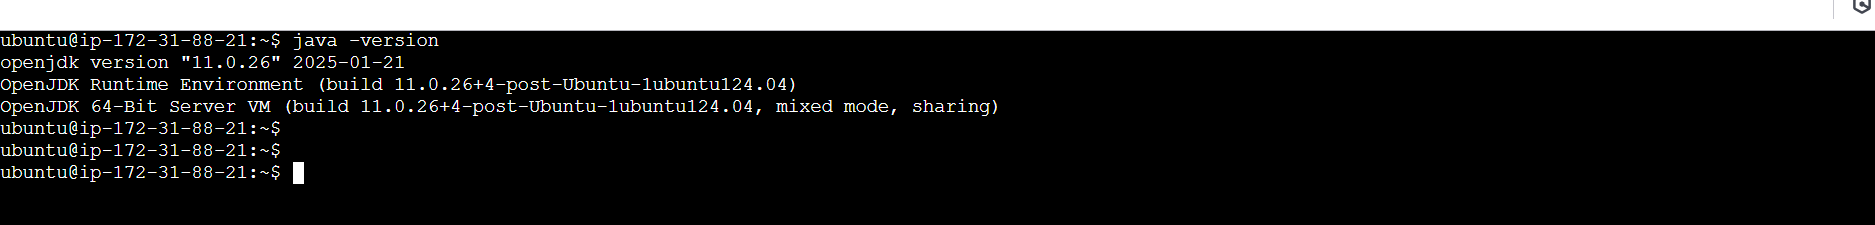 ubuntu@ip-172-31-88-21:~$ java -version
openjdk version "11.0.26" 2025-01-21
OpenJDK Runtime Environment (build 11.0.26+4-post-Ubuntu-1ubuntu124.04)
OpenJDK 64-Bit Server VM (build 11.0.26+4-post-Ubuntu-1ubuntu124.04, mixed mode, sharing)
ubuntu@ip-172-31-88-21:~$
ubuntu@ip-172-31-88-21:~$
ubuntu@ip-172-31-88-21:~$